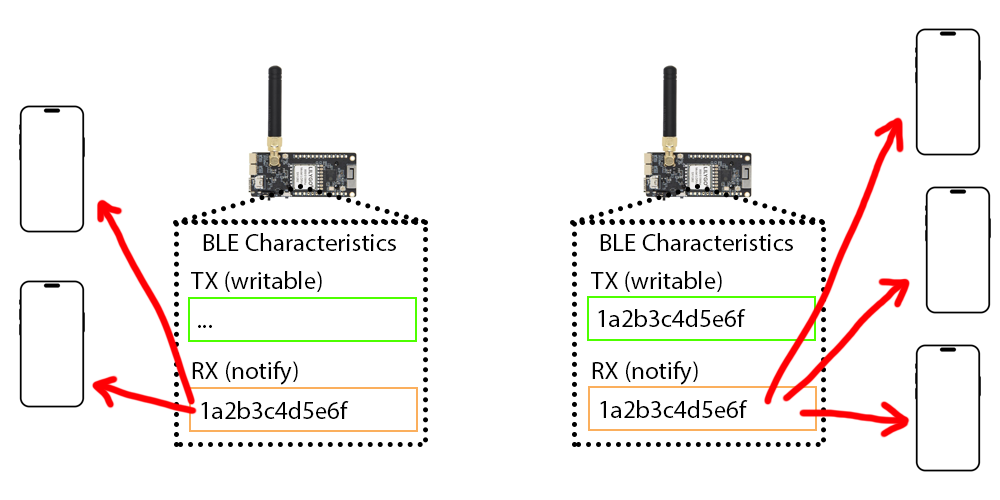 BLE Characteristics
TX (writable)
...
RX (notify)
1a2b3c4d5e6f
BLE Characteristics
TX (writable)
1a2b3c4d5e6f
RX (notify)
1a2b3c4d5e6f